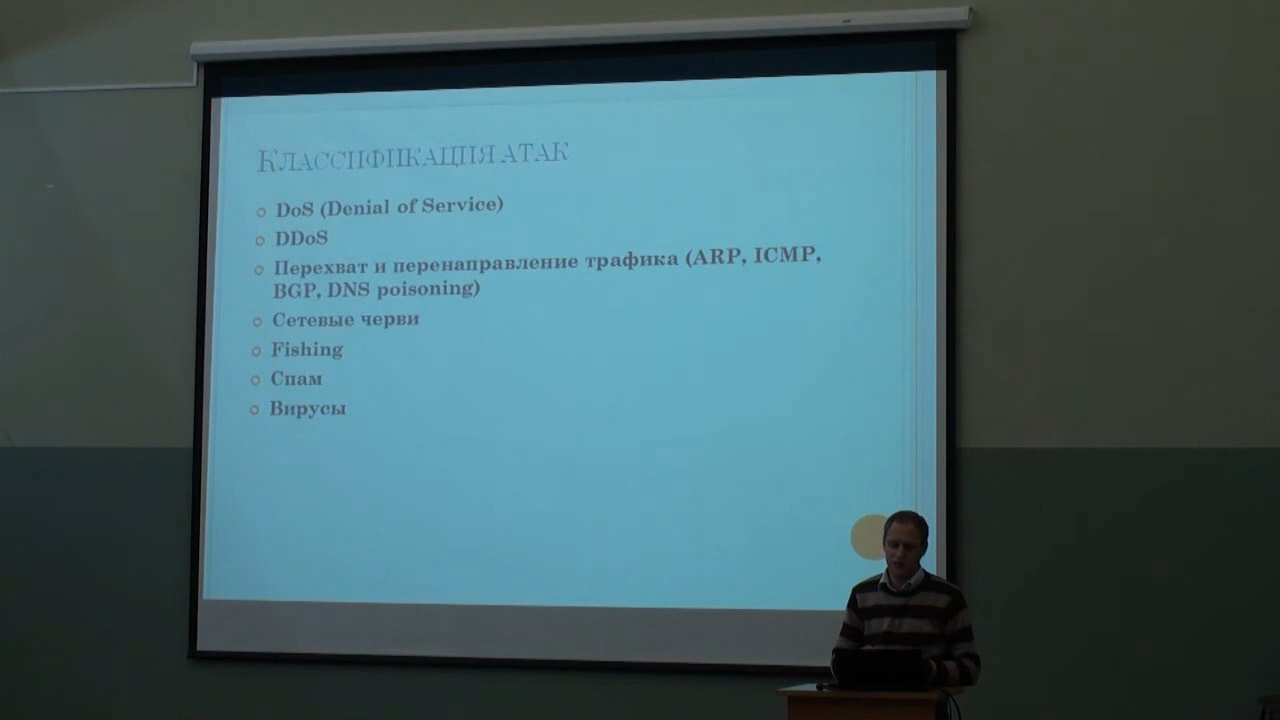 Классификация атак
DoS (Denial of Service)
DDoS
Перехват и перенаправление трафика (ARP, ICMP,
BGP, DNS poisoning)
Сетевые черви
Fishing
Спам
Вирусы